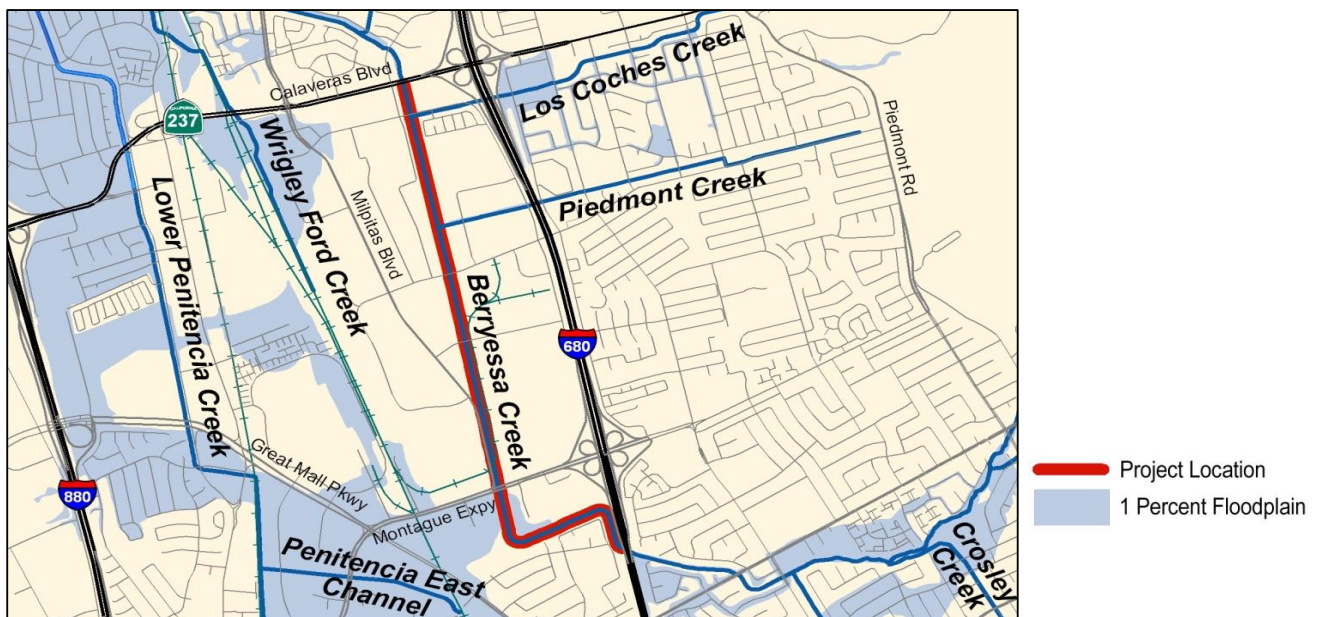 Calaveras Blvd
CALIFORNIA
237
Los Coches Creek
Piedmont Rd
Wrigley Ford Creek
Milpitas Blvd
Piedmont Creek
Lower Penitencia Creek
Berryessa Creek
680
Great Mall Pkwy
880
Montague Expy
Penitencia East
Channel
Crosley
Creek
Project Location
1 Percent Floodplain